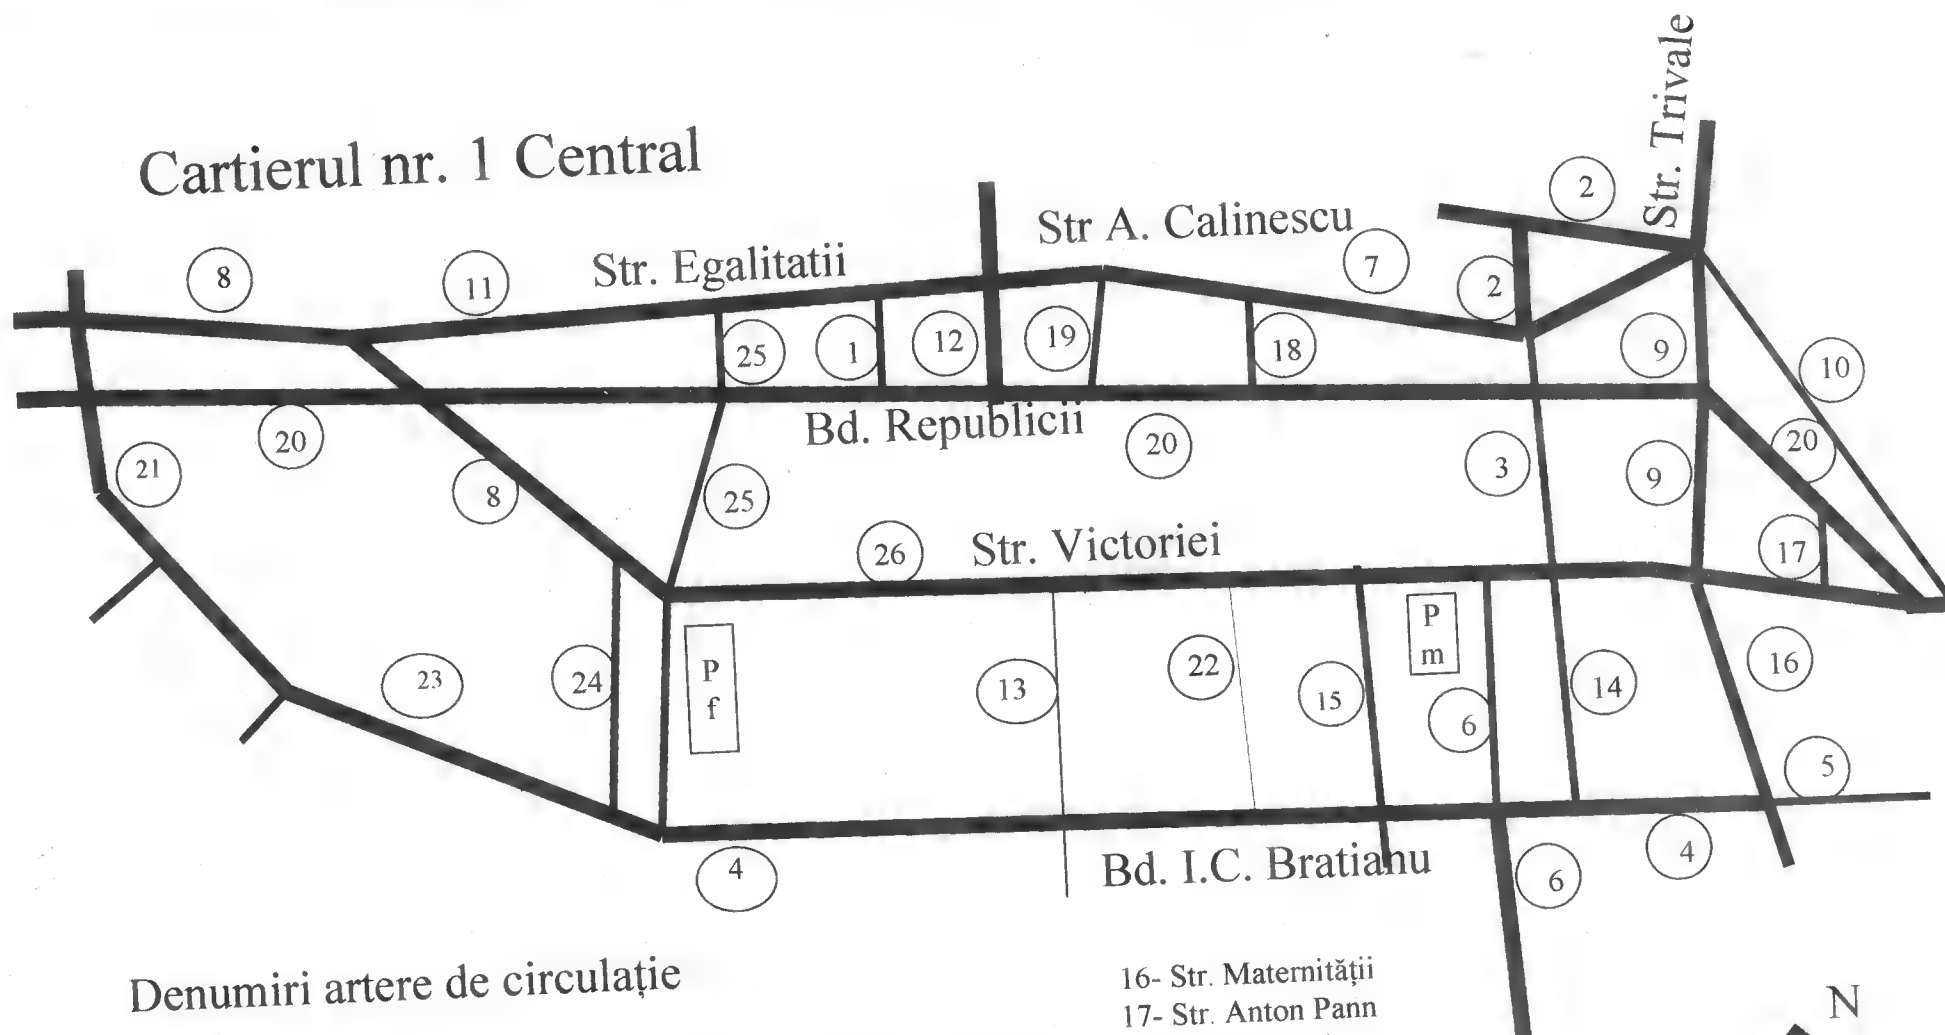 Cartierul nr. 1 Central
Str. Trivale
Str A. Calinescu
Str. Egalitatii
2
8
11
7
2
25
1
12
19
18
9
10
Bd. Republicii
20
20
20
21
8
25
3
9
26
Str. Victoriei
17
P
f
P
m
23
24
13
22
15
6
14
16
5
4
Bd. I.C. Bratianu
6
4
Denumiri artere de circulație
16- Str. Maternității
17- Str. Anton Pann
N